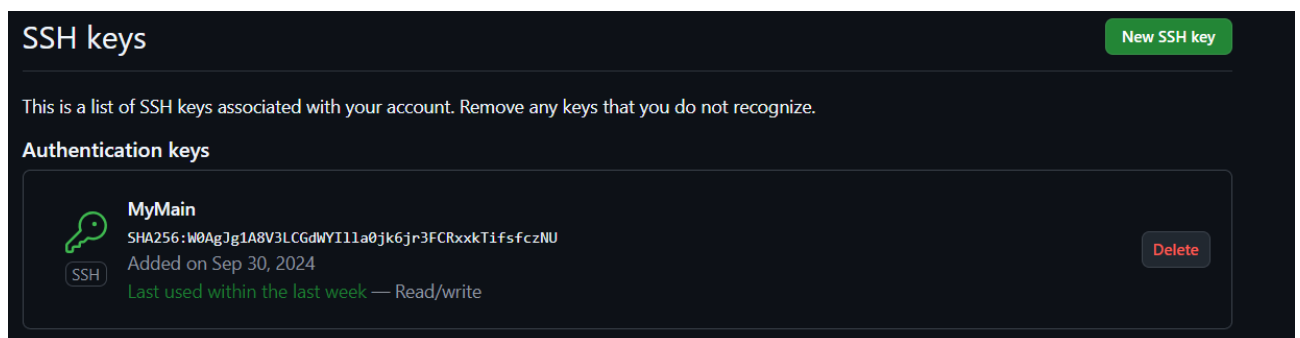 SSH keys
New SSH key
This is a list of SSH keys associated with your account. Remove any keys that you do not recognize.
Authentication keys
MyMain
SHA256:W0AgJg1A8V3LCGdWYIlla0jk6jr3FCRxxkTifsfczNU
Added on Sep 30, 2024
SSH
Last used within the last week — Read/write
Delete